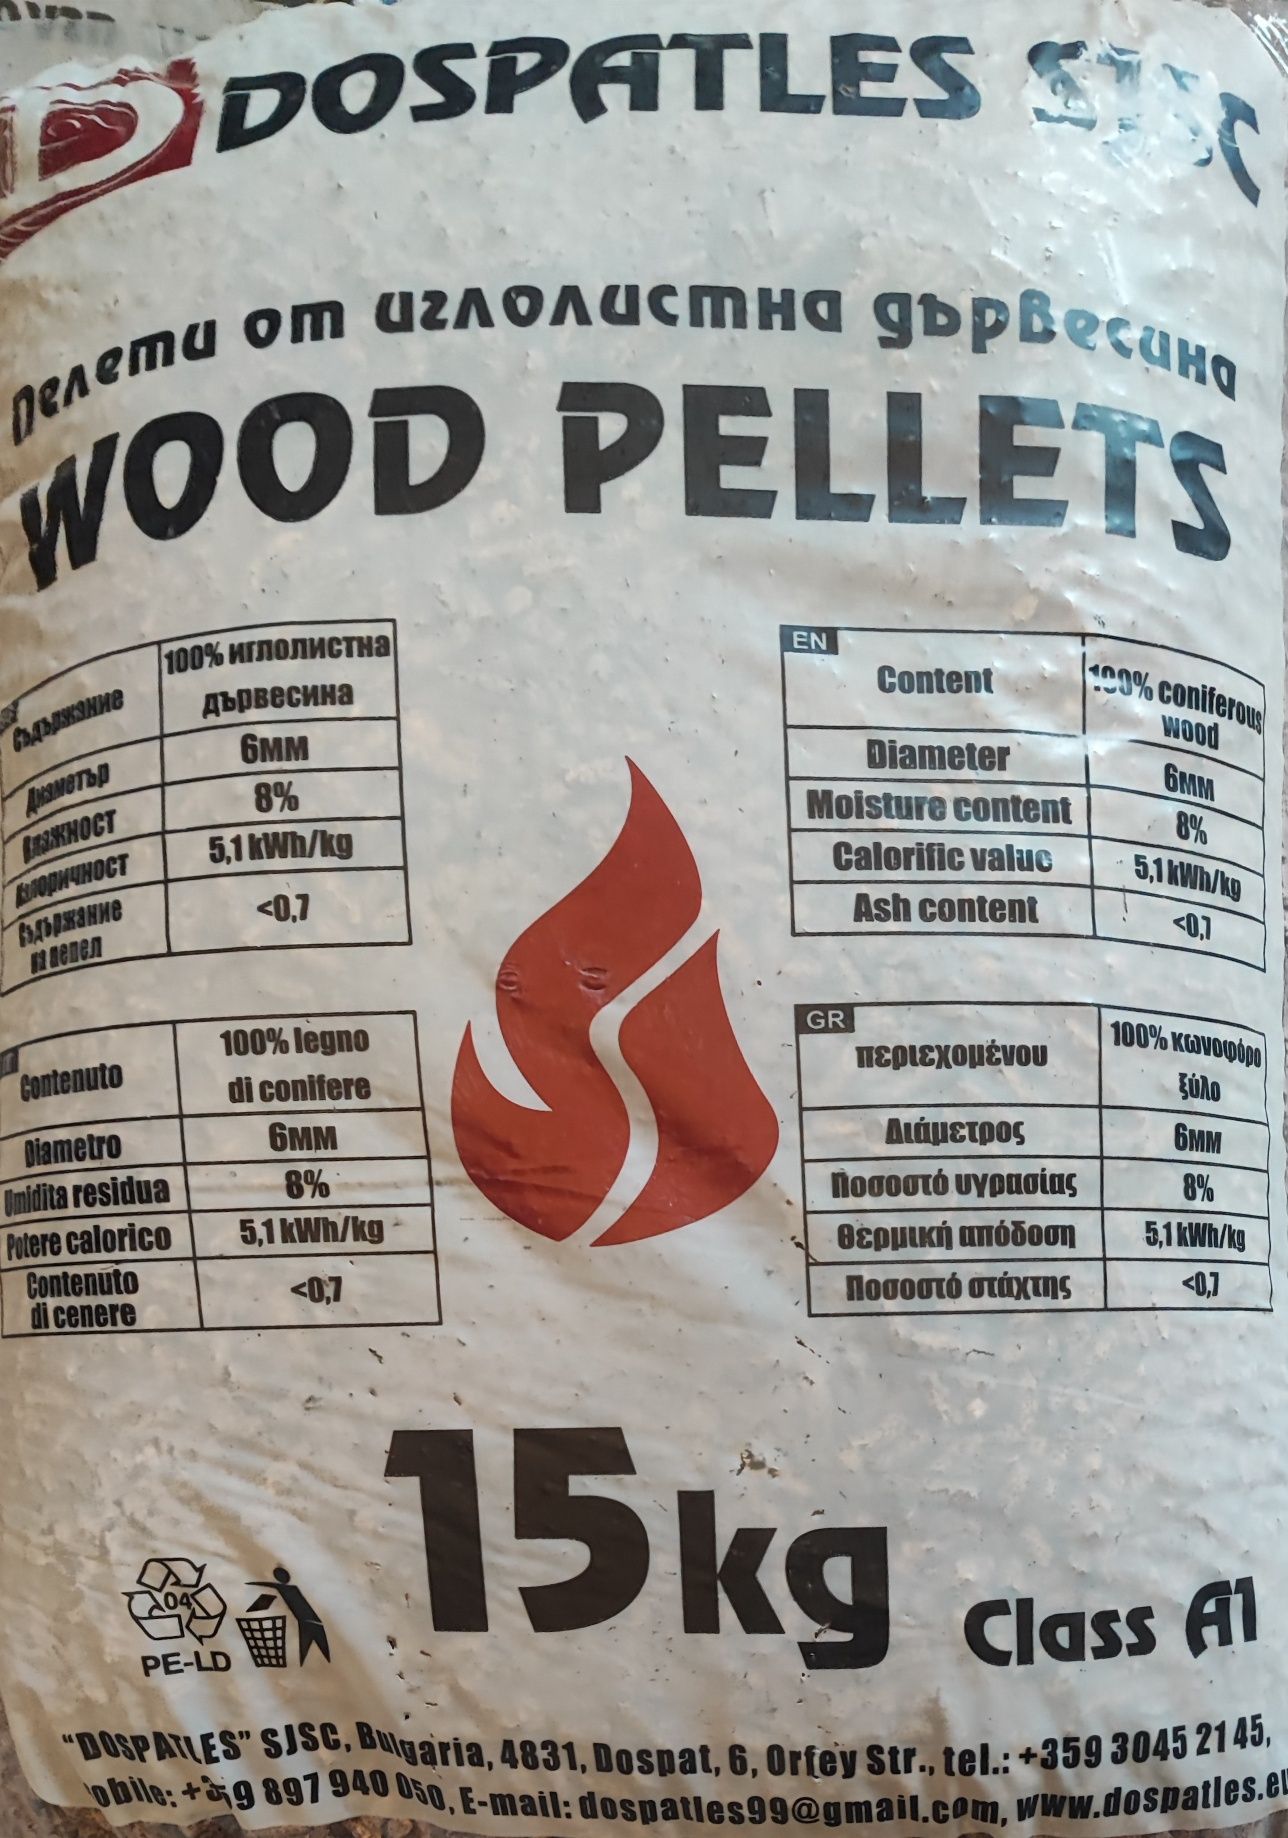 DOSPATLES SJSC
Пелети от иглолистна дървесина
WOOD PELLETS
Съдържание 100% иглолистна
дървесина
Диаметър 6мм
Влажност 8%
Калоричност 5,1 kWh/kg
Съдържание
на пепел <0,7
EN
Content 100% coniferous
wood
Diameter 6мм
Moisture content 8%
Calorific value 5,1 kWh/kg
Ash content <0,7
Contenuto 100% legno
di conifere
Diametro 6мм
Umidita residua 8%
Potere calorico 5,1 kWh/kg
Contenuto
di cenere <0,7
GR
περιεχομένου 100% κωνοφόρο
ξύλο
Διάμετρος 6мм
Ποσοστό υγρασίας 8%
Θερμική απόδοση 5,1 kWh/kg
Ποσοστό στάχτης <0,7
15kg
Class A1
04
PE-LD
"DOSPATLES" SJSC, Bulgaria, 4831, Dospat, 6, Orfey Str., tel.: +359 3045 21 45,
mobile: +359 897 940 050, E-mail: dospatles99@gmail.com, www.dospatles.eu